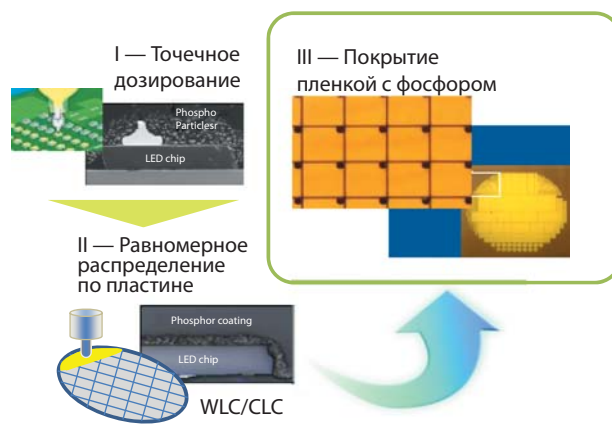 I — Точечное
дозирование
Phospho
Particlesr
LED chip
II — Равномерное
распределение
по пластине
Phosphor coating
LED chip
WLC/CLC
III — Покрытие
пленкой с фосфором